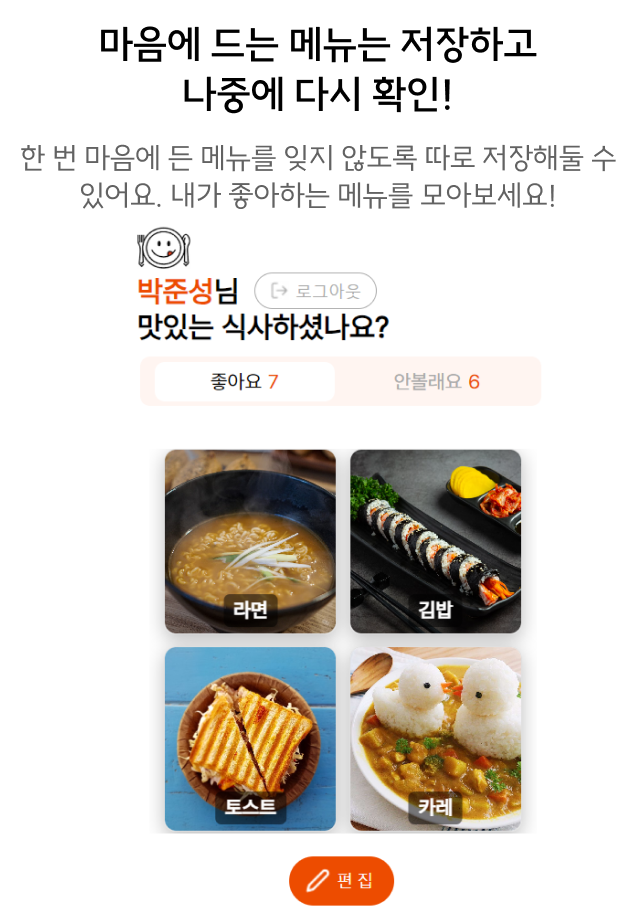 마음에 드는 메뉴는 저장하고
나중에 다시 확인!
한 번 마음에 든 메뉴를 잊지 않도록 따로 저장해둘 수
있어요. 내가 좋아하는 메뉴를 모아보세요!
박준성님
로그아웃
맛있는 식사하셨나요?
좋아요 7
안볼래요 6
라면
김밥
토스트
카레
편집